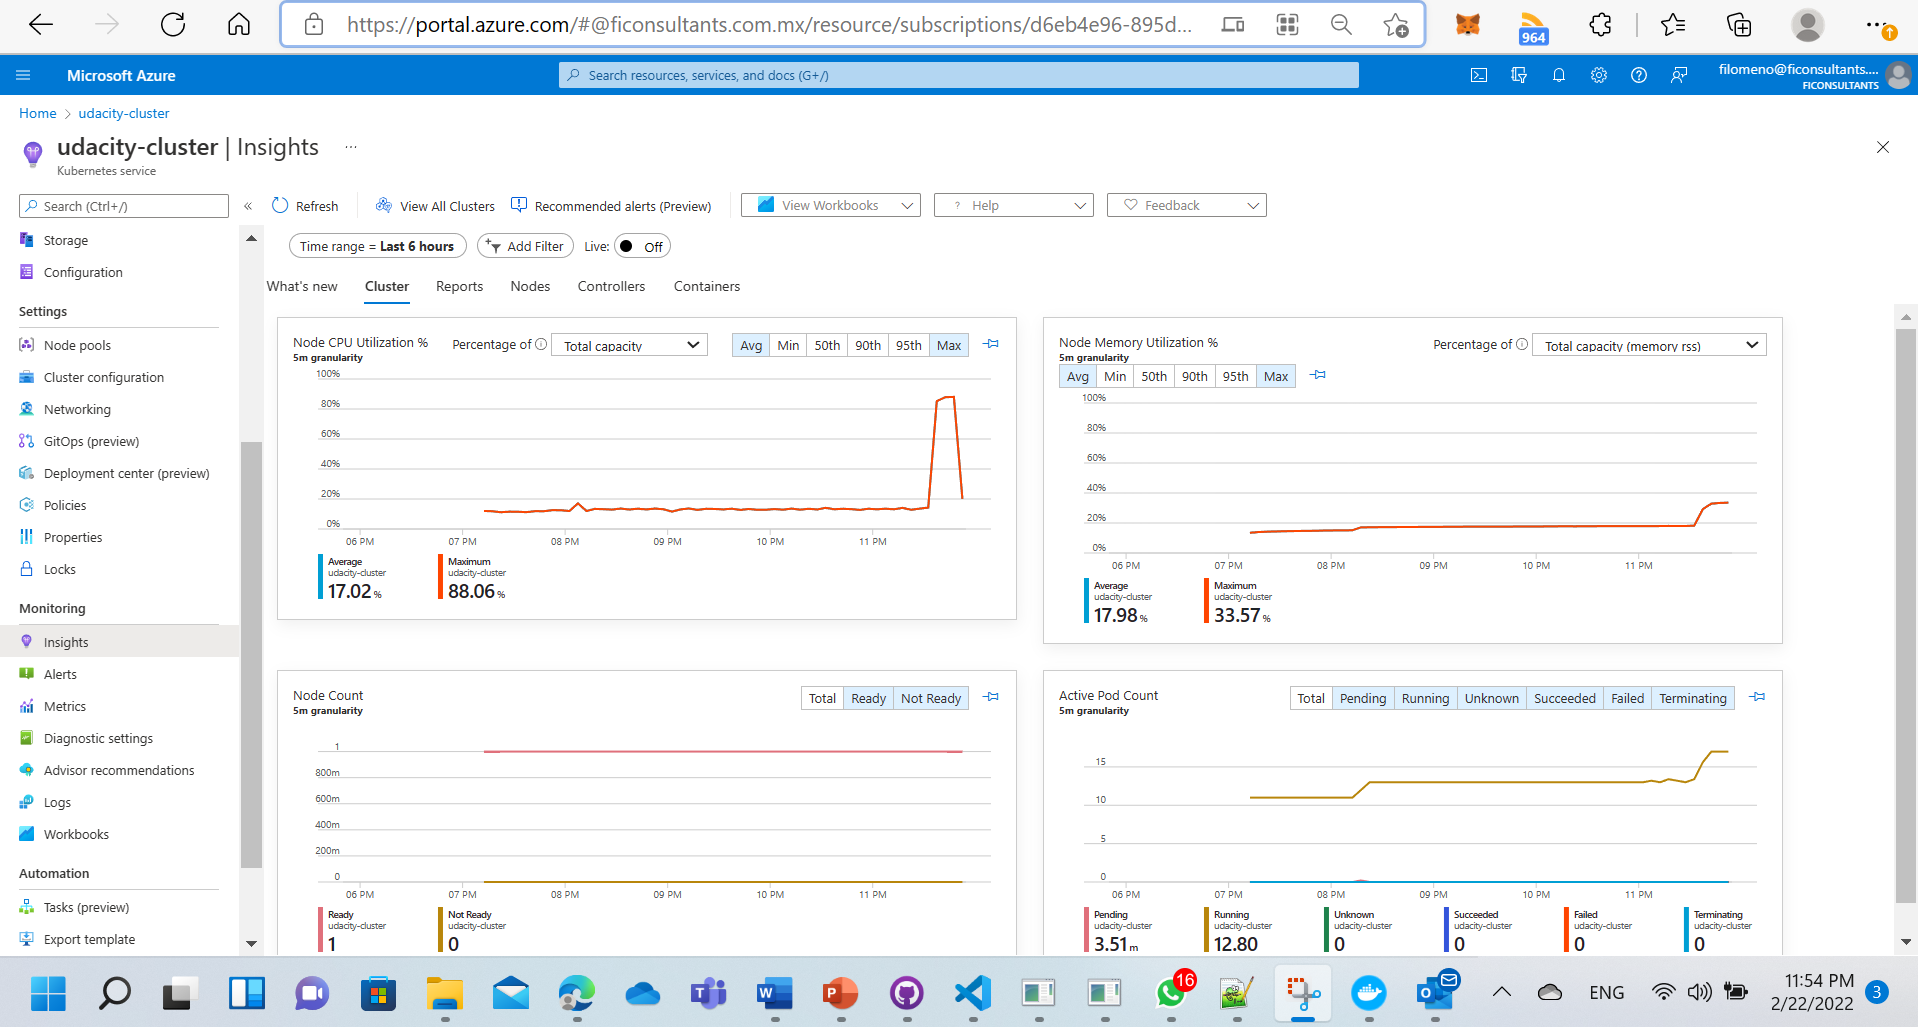 https://portal.azure.com/#@ficonsultants.com.mx/resource/subscriptions/d6eb4e96-895d...
964
Microsoft Azure
Search resources, services, and docs (G+/)
filomeno@ficonsultants....
FICONSULTANTS
Home > udacity-cluster
udacity-cluster | Insights ...
Kubernetes service
Search (Ctrl+/)
«
Refresh
View All Clusters
Recommended alerts (Preview)
View Workbooks
? Help
Feedback
Time range = Last 6 hours
Add Filter
Live: Off
What's new
Cluster
Reports
Nodes
Controllers
Containers
Storage
Configuration
Settings
Node pools
Cluster configuration
Networking
GitOps (preview)
Deployment center (preview)
Policies
Properties
Locks
Monitoring
Insights
Alerts
Metrics
Diagnostic settings
Advisor recommendations
Logs
Workbooks
Automation
Tasks (preview)
Export template
Node CPU Utilization %
5m granularity
Percentage of
Total capacity
Avg Min 50th 90th 95th Max
100%
80%
60%
40%
20%
0%
06 PM 07 PM 08 PM 09 PM 10 PM 11 PM
Average
udacity-cluster
17.02 %
Maximum
udacity-cluster
88.06 %
Node Memory Utilization %
5m granularity
Percentage of
Total capacity (memory rss)
Avg Min 50th 90th 95th Max
100%
80%
60%
40%
20%
0%
06 PM 07 PM 08 PM 09 PM 10 PM 11 PM
Average
udacity-cluster
17.98 %
Maximum
udacity-cluster
33.57 %
Node Count
5m granularity
Total Ready Not Ready
1
800m
600m
400m
200m
0
06 PM 07 PM 08 PM 09 PM 10 PM 11 PM
Ready
udacity-cluster
1
Not Ready
udacity-cluster
0
Active Pod Count
5m granularity
Total Pending Running Unknown Succeeded Failed Terminating
15
10
5
0
06 PM 07 PM 08 PM 09 PM 10 PM 11 PM
Pending
udacity-cluster
3.51 m
Running
udacity-cluster
12.80
Unknown
udacity-cluster
0
Succeeded
udacity-cluster
0
Failed
udacity-cluster
0
Terminating
udacity-cluster
0
16
ENG
11:54 PM
2/22/2022
3